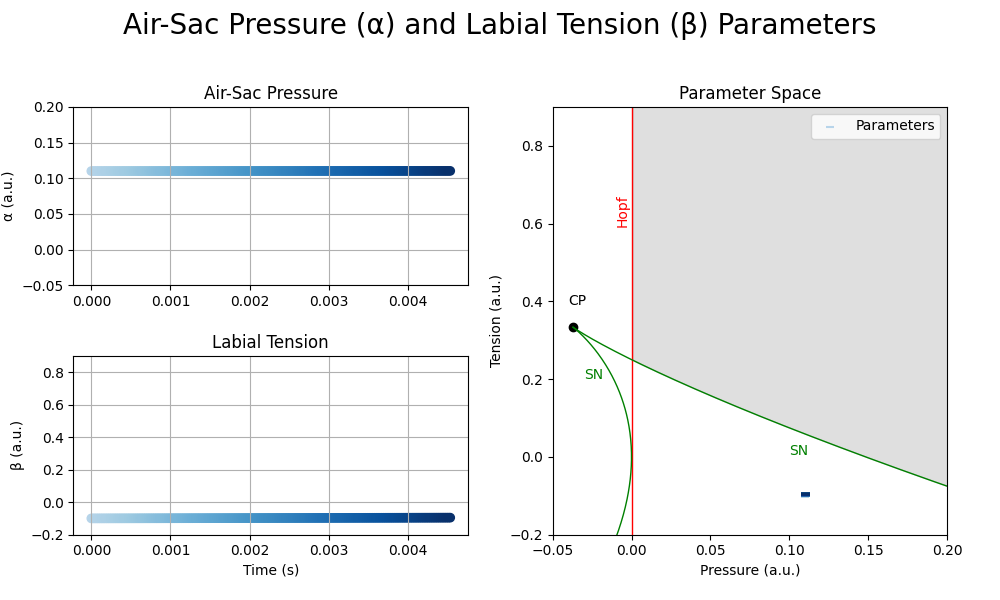 Air-Sac Pressure (α) and Labial Tension (β) Parameters
Air-Sac Pressure
0.20
0.15
0.10
0.05
0.00
−0.05
α (a.u.)
0.000 0.001 0.002 0.003 0.004
Labial Tension
0.8
0.6
0.4
0.2
0.0
−0.2
β (a.u.)
0.000 0.001 0.002 0.003 0.004
Time (s)
Parameter Space
Parameters
0.8
0.6
0.4
0.2
0.0
−0.2
Tension (a.u.)
Hopf
CP
SN
SN
−0.05 0.00 0.05 0.10 0.15 0.20
Pressure (a.u.)